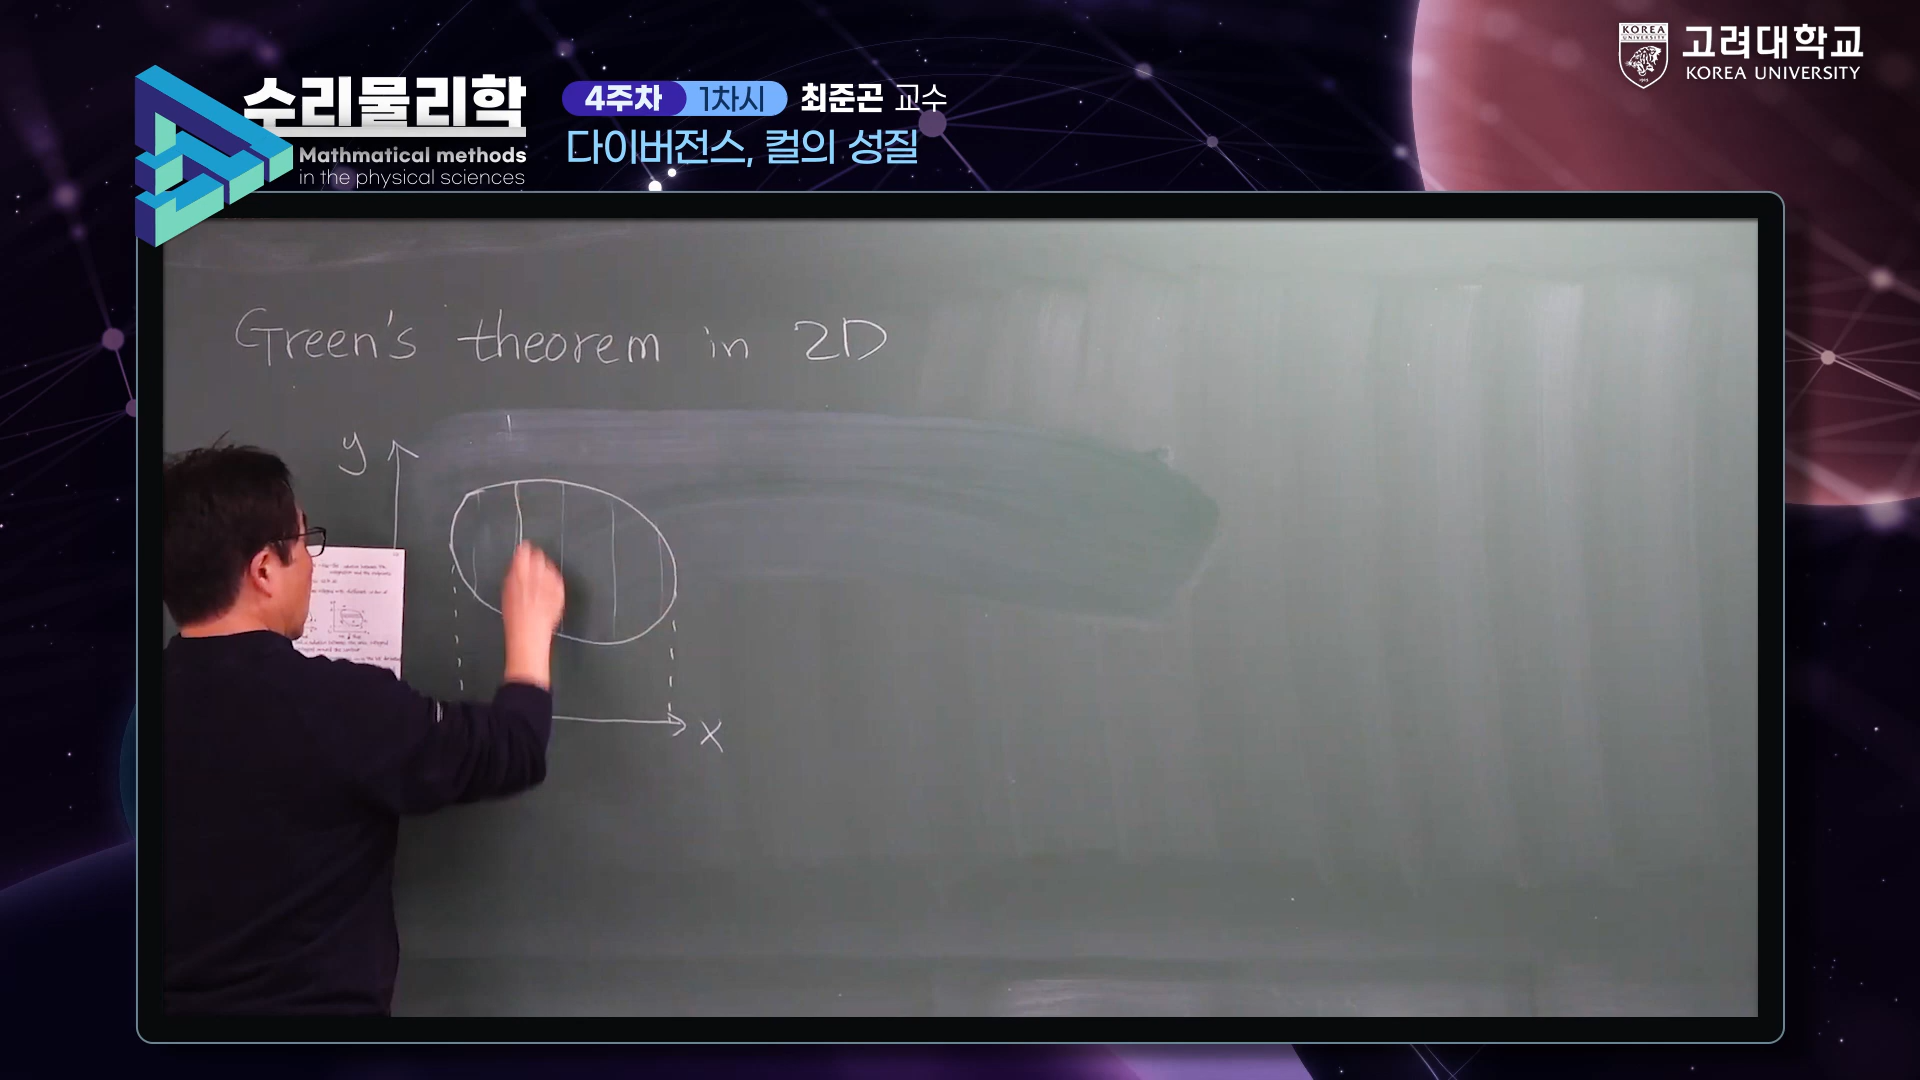 수리물리학
Mathmatical methods
in the physical sciences
4주차 1차시 최준곤 교수
다이버전스, 컬의 성질
KOREA
UNIVERSITY
1905
고려대학교
KOREA UNIVERSITY
Green's theorem in 2D
y
x